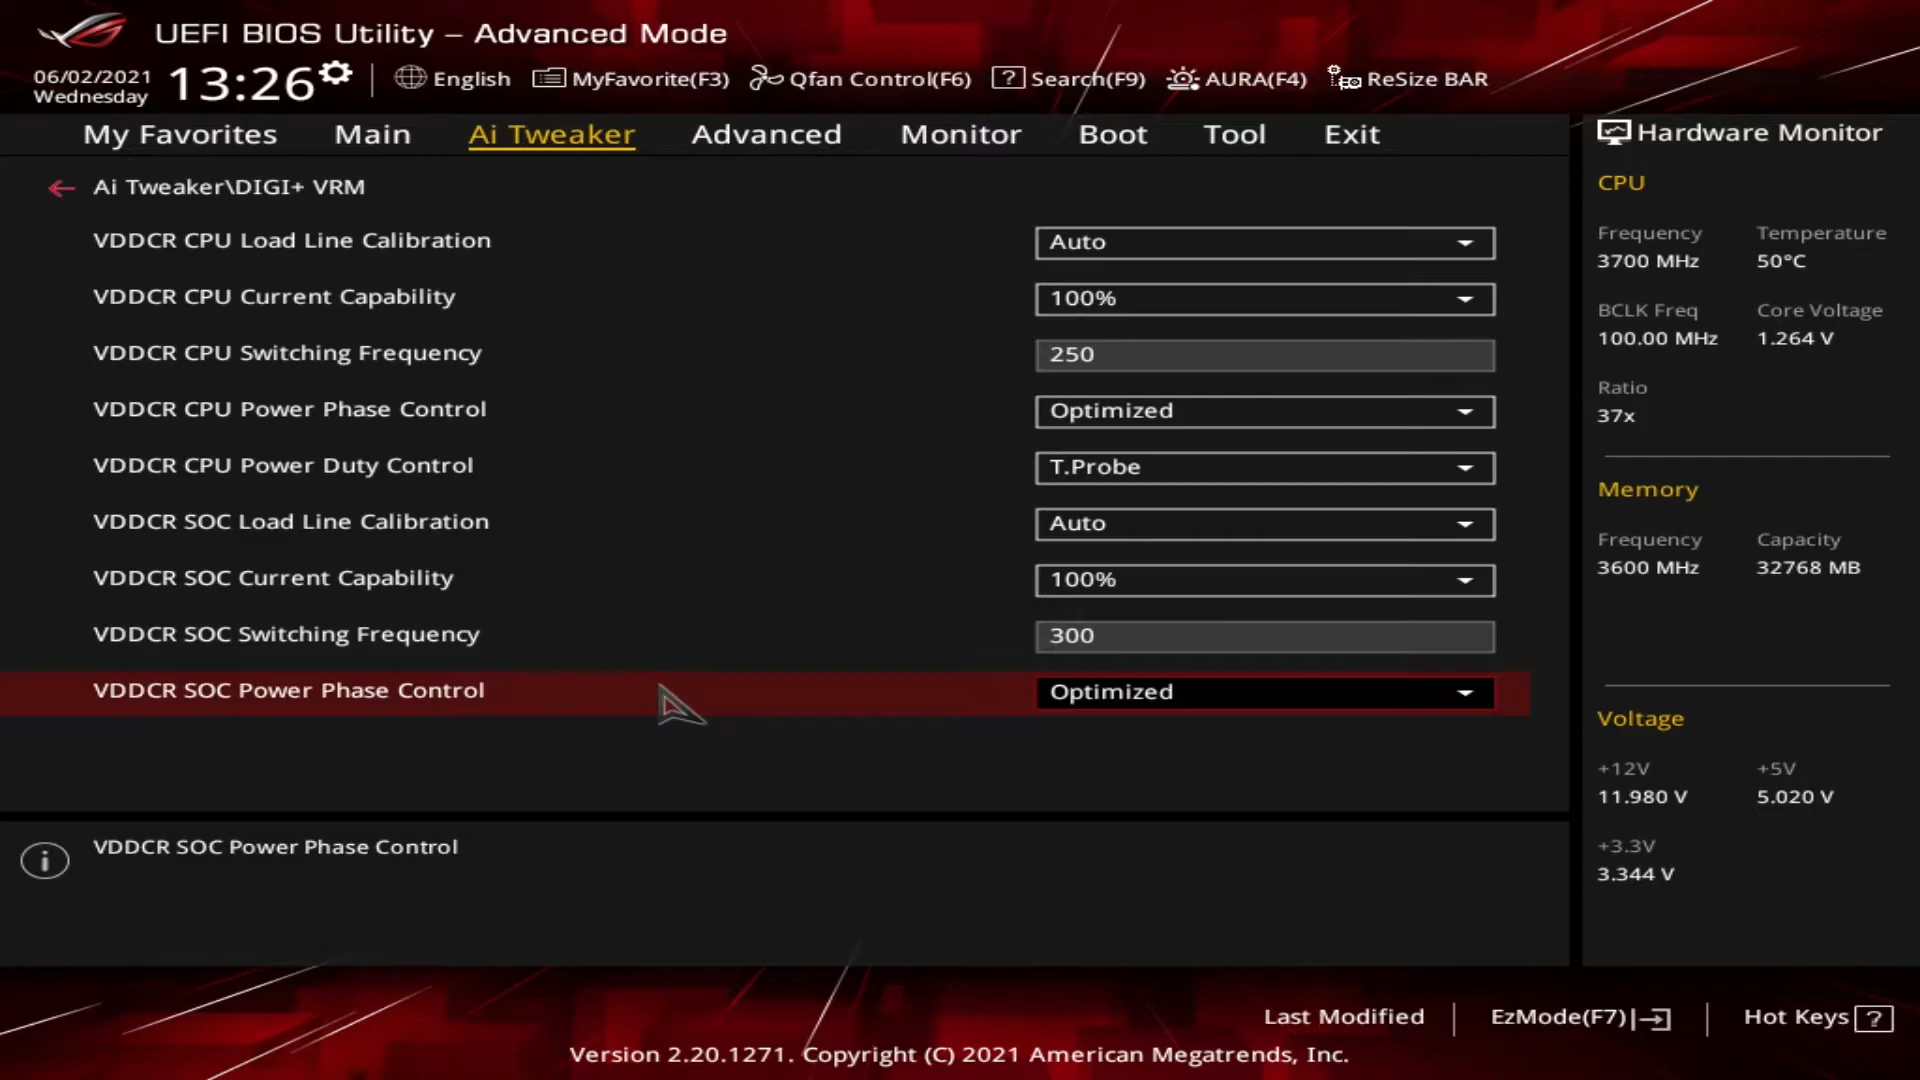 UEFI BIOS Utility – Advanced Mode
06/02/2021
Wednesday
13:26
English
MyFavorite(F3)
Qfan Control(F6)
? Search(F9)
AURA(F4)
ReSize BAR
My Favorites
Main
Ai Tweaker
Advanced
Monitor
Boot
Tool
Exit
Ai Tweaker\DIGI+ VRM
VDDCR CPU Load Line Calibration Auto
VDDCR CPU Current Capability 100%
VDDCR CPU Switching Frequency 250
VDDCR CPU Power Phase Control Optimized
VDDCR CPU Power Duty Control T.Probe
VDDCR SOC Load Line Calibration Auto
VDDCR SOC Current Capability 100%
VDDCR SOC Switching Frequency 300
VDDCR SOC Power Phase Control Optimized
i VDDCR SOC Power Phase Control
Hardware Monitor
CPU
Frequency Temperature
3700 MHz 50°C
BCLK Freq Core Voltage
100.00 MHz 1.264 V
Ratio
37x
Memory
Frequency Capacity
3600 MHz 32768 MB
Voltage
+12V +5V
11.980 V 5.020 V
+3.3V
3.344 V
Last Modified
EzMode(F7)
Hot Keys ?
Version 2.20.1271. Copyright (C) 2021 American Megatrends, Inc.